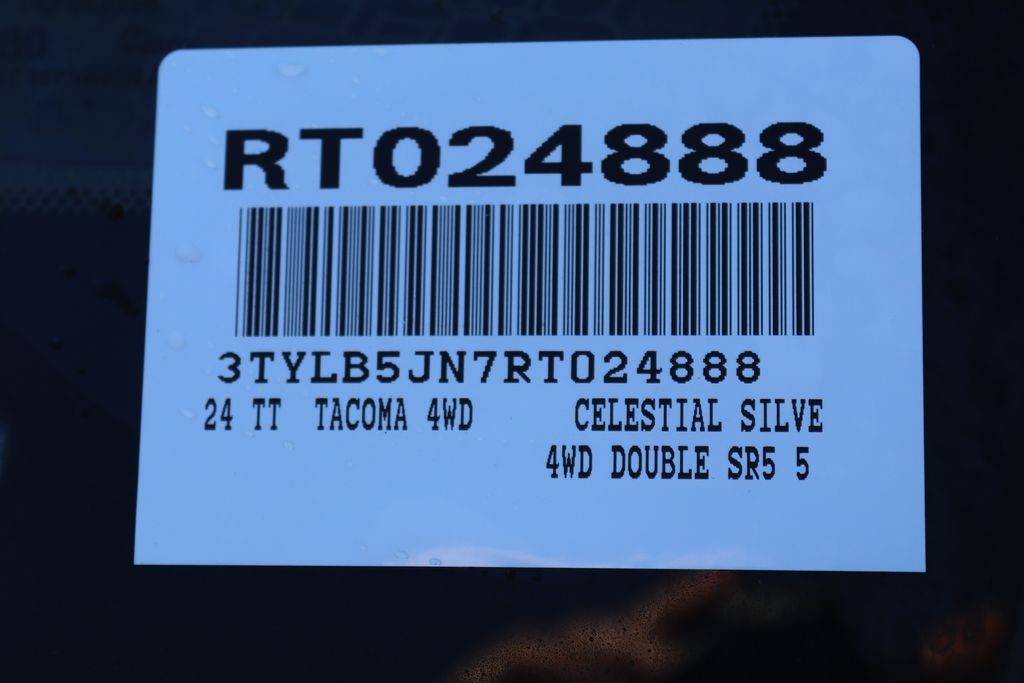 RT024888
3TYLB5JN7RT024888
24 TT TACOMA 4WD CELESTIAL SILVE
4WD DOUBLE SR5 5